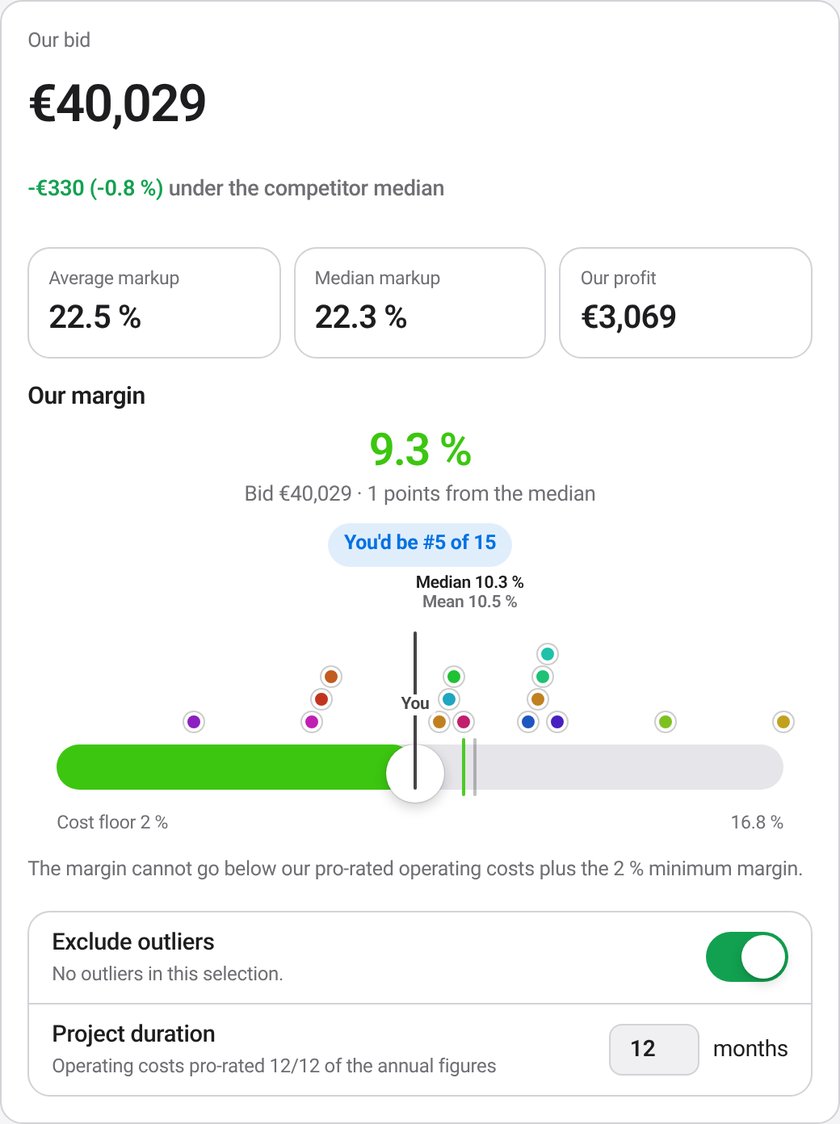 Our bid
€40,029
-€330 (-0.8 %) under the competitor median
Average markup
22.5 %
Median markup
22.3 %
Our profit
€3,069
Our margin
9.3 %
Bid €40,029 · 1 points from the median
You'd be #5 of 15
Median 10.3 %
Mean 10.5 %
You
Cost floor 2 %
16.8 %
The margin cannot go below our pro-rated operating costs plus the 2 % minimum margin.
Exclude outliers
No outliers in this selection.
Project duration
Operating costs pro-rated 12/12 of the annual figures
12 months